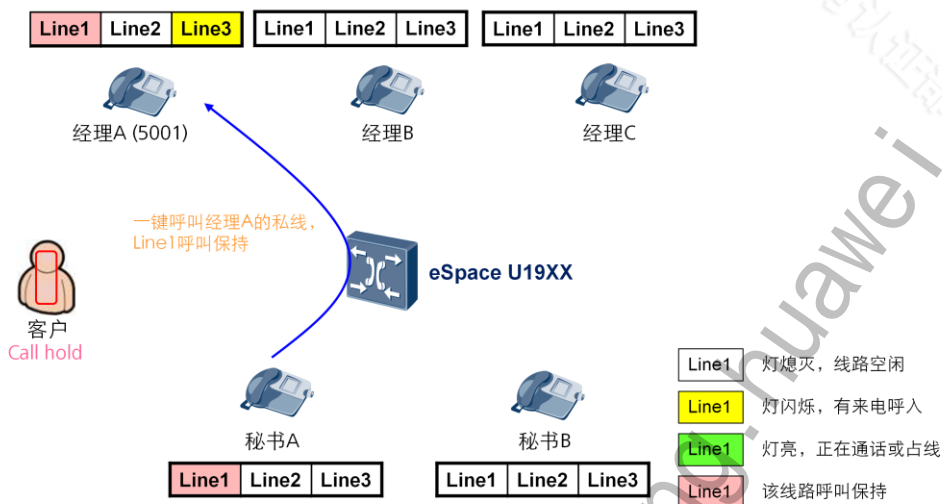 Line1 Line2 Line3 Line1 Line2 Line3 Line1 Line2 Line3
经理A (5001) 经理B 经理C
一键呼叫经理A的私线，
Line1呼叫保持
eSpace U19XX
客户
Call hold
秘书A 秘书B
Line1 Line2 Line3 Line1 Line2 Line3
Line1 灯熄灭，线路空闲
Line1 灯闪烁，有来电呼入
Line1 灯亮，正在通话或占线
Line1 该线路呼叫保持
ng.huawei